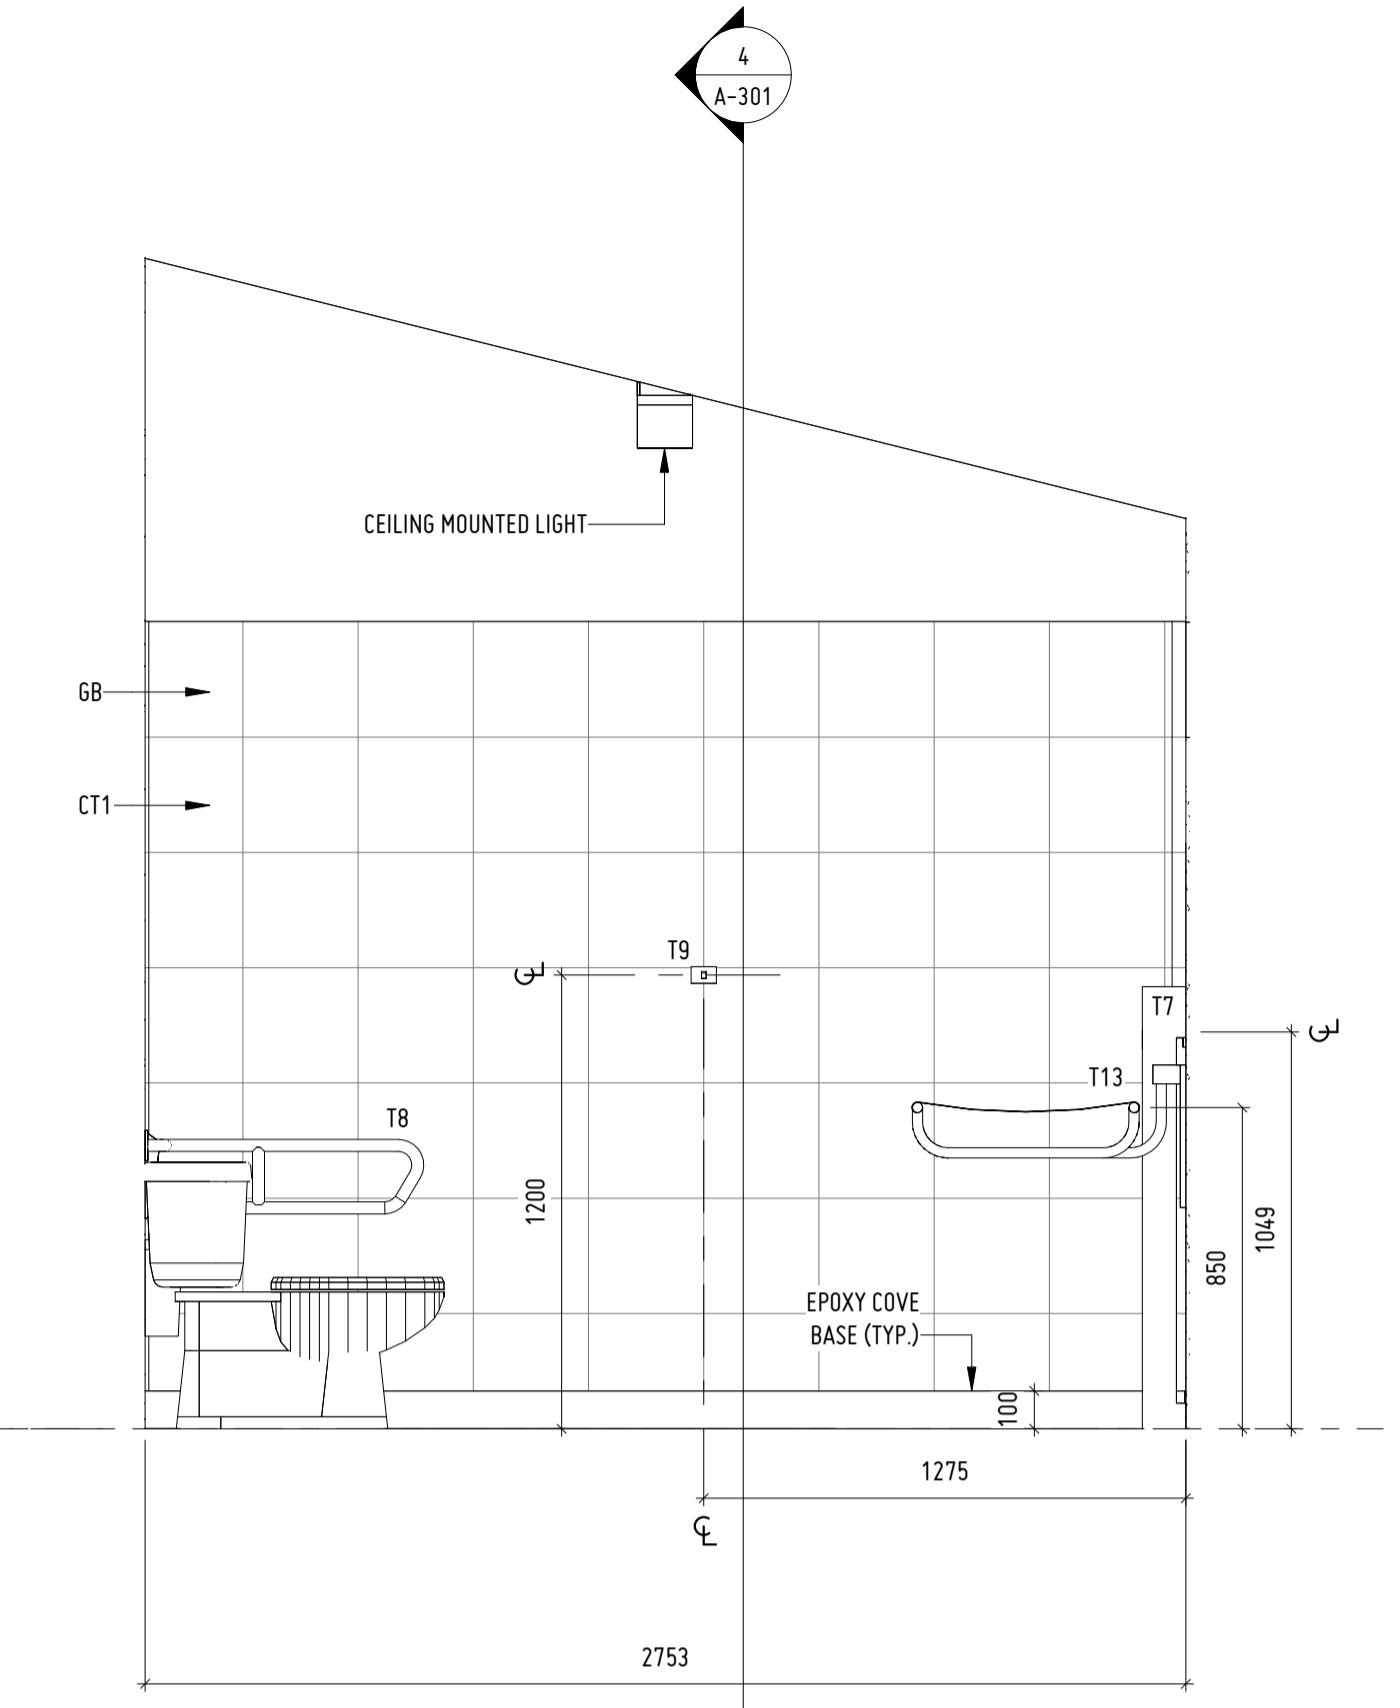 4
A-301
CEILING MOUNTED LIGHT
GB
CT1
T9
T7
T13
T8
1200
1049
850
EPOXY COVE
BASE (TYP.)
100
1275
2753